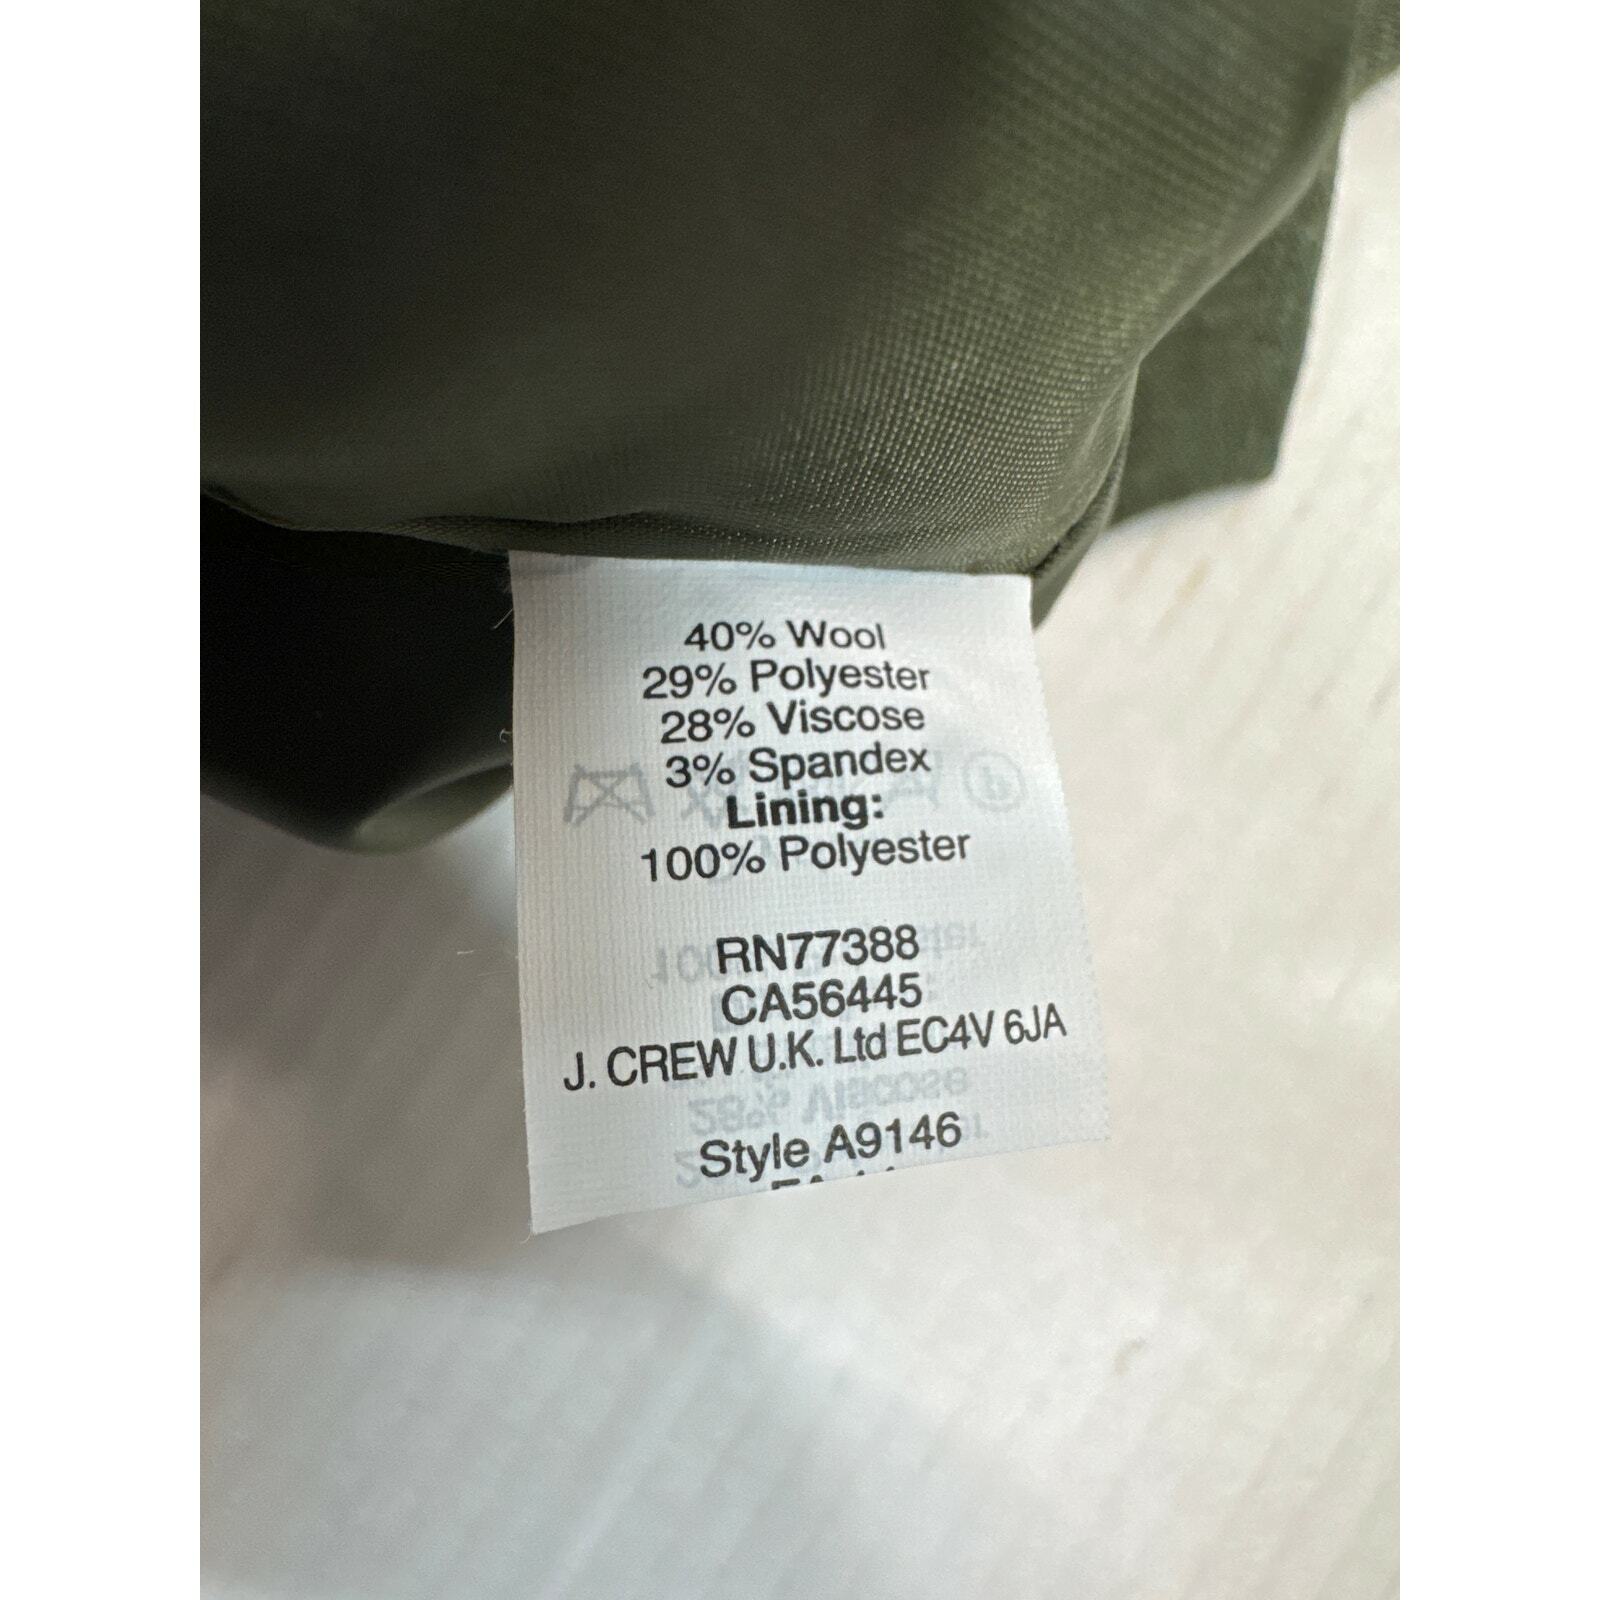 40% Wool
29% Polyester
28% Viscose
3% Spandex
Lining:
100% Polyester
RN77388
CA56445
J. CREW U.K. Ltd EC4V 6JA
Style A9146